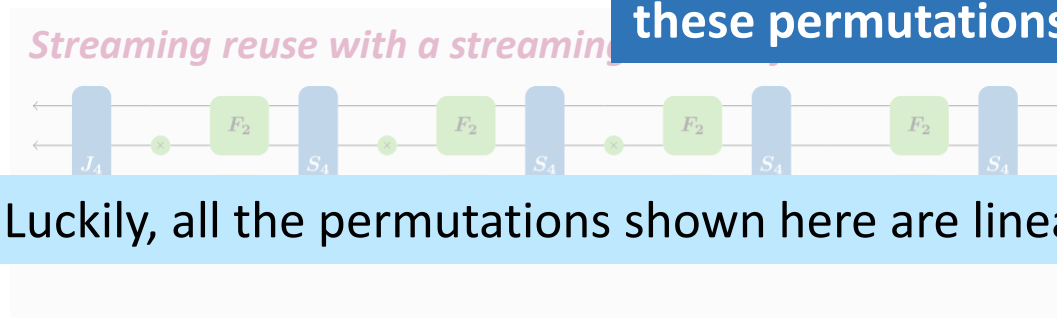 these permutations
Streaming reuse with a streaming
F2 F2 F2 F2
J4 S4 S4 S4 S4
Luckily, all the permutations shown here are linea